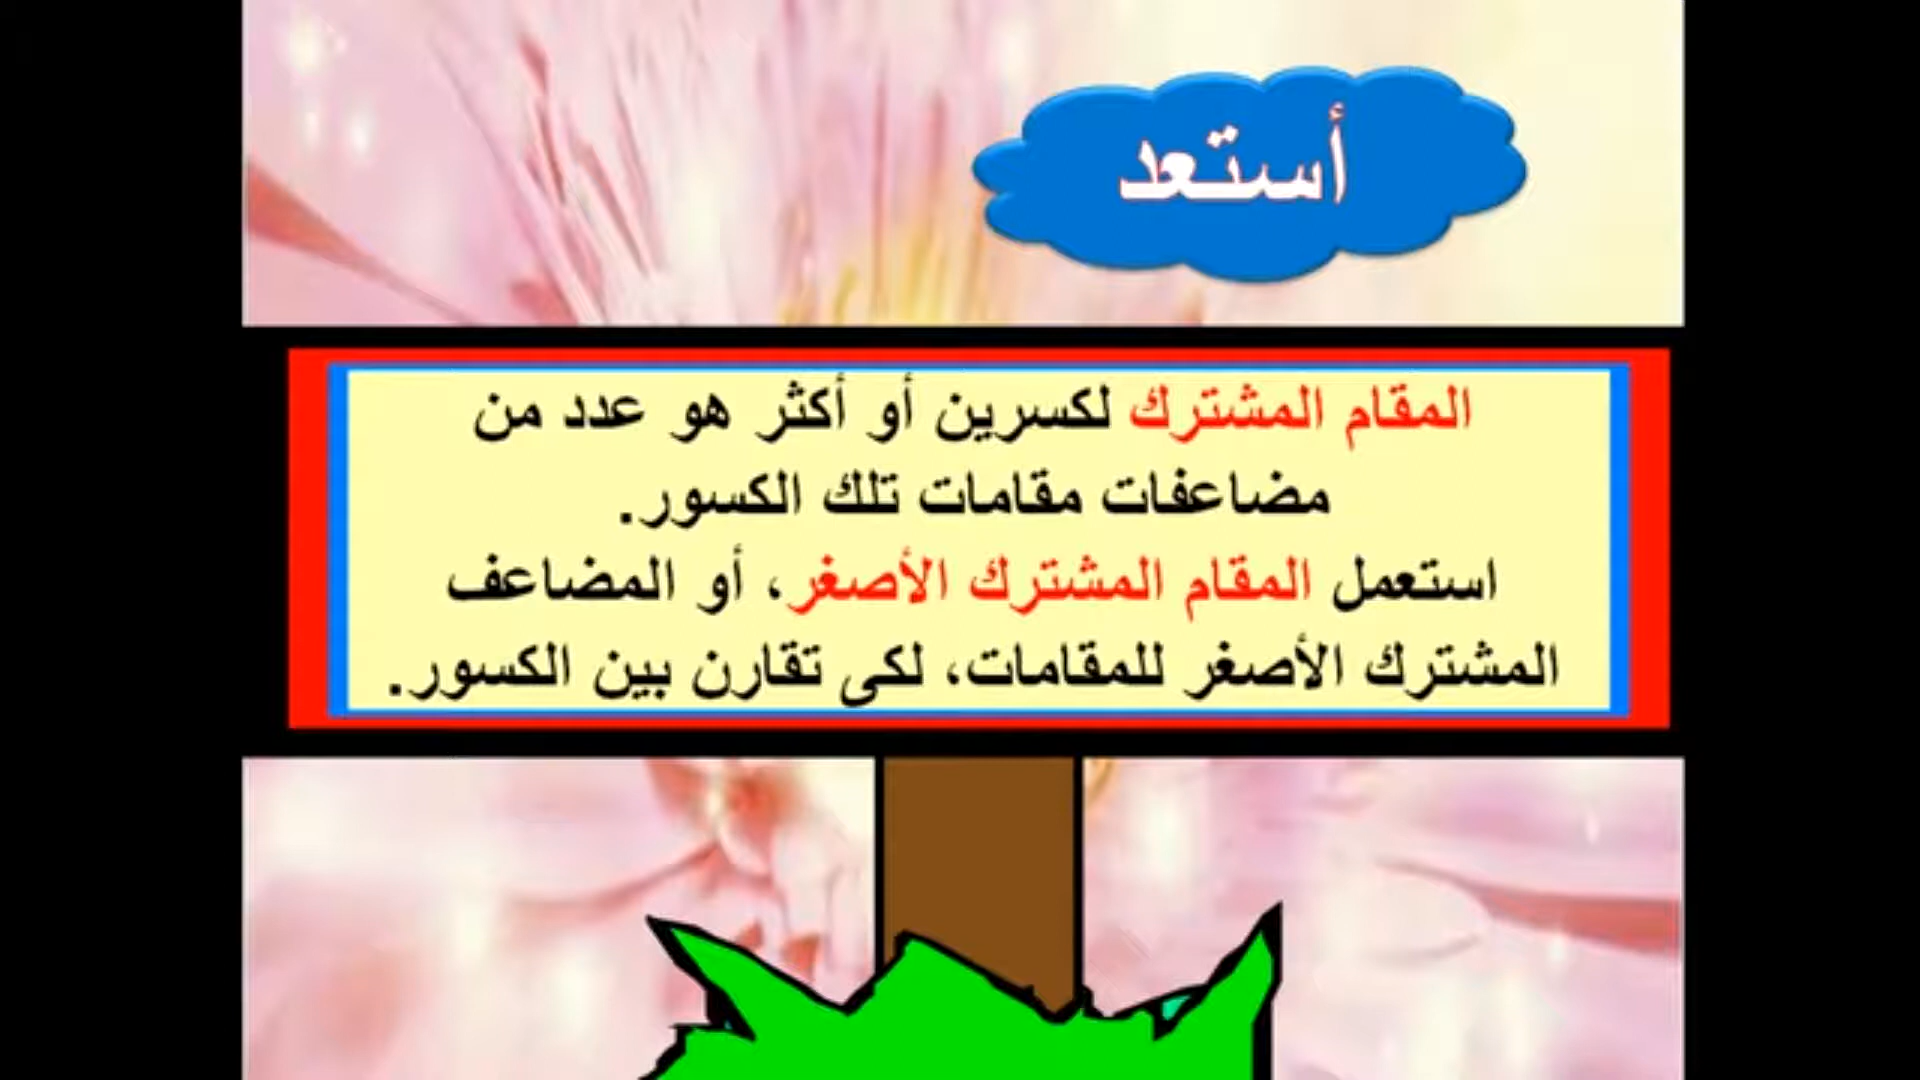 أستعد
المقام المشترك لكسرين أو أكثر هو عدد من
مضاعفات مقامات تلك الكسور.
استعمل المقام المشترك الأصغر، أو المضاعف
المشترك الأصغر للمقامات، لكى تقارن بين الكسور.